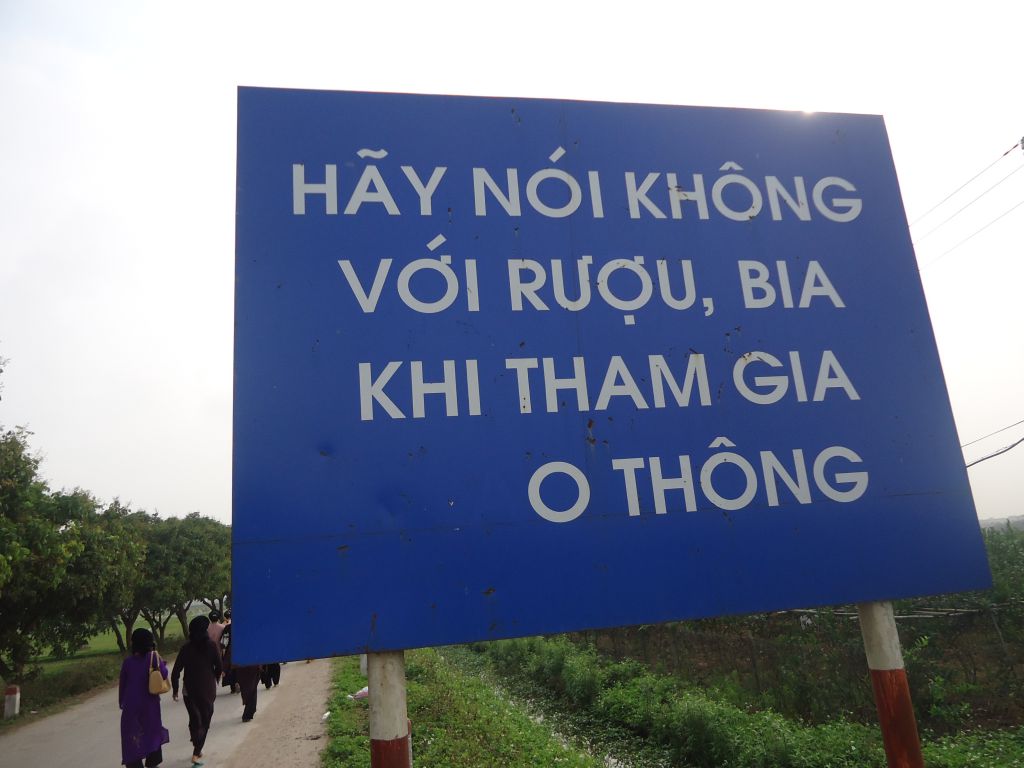 HÃY NÓI KHÔNG
VỚI RƯỢU, BIA
KHI THAM GIA
O THÔNG